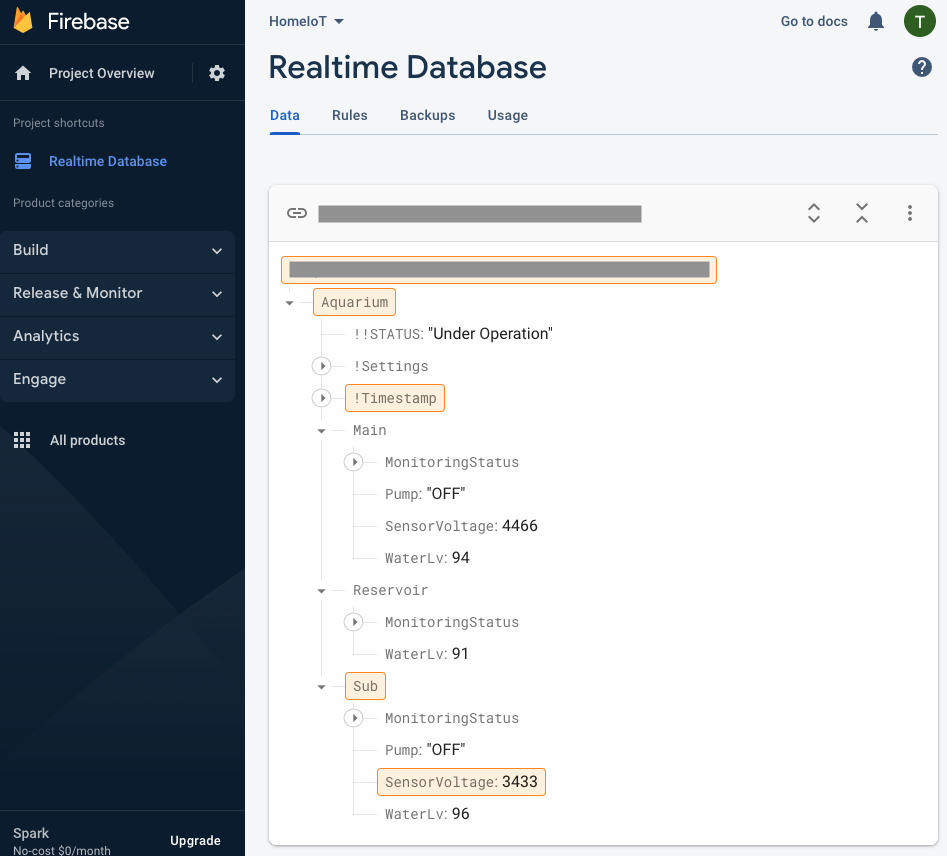 Firebase
Project Overview
Project shortcuts
Realtime Database
Product categories
Build
Release & Monitor
Analytics
Engage
All products
Spark
No-cost $0/month
Upgrade
HomeIoT
Go to docs
T
Realtime Database
Data Rules Backups Usage
Aquarium
!!STATUS: "Under Operation"
!Settings
!Timestamp
Main
MonitoringStatus
Pump: "OFF"
SensorVoltage: 4466
WaterLv: 94
Reservoir
MonitoringStatus
WaterLv: 91
Sub
MonitoringStatus
Pump: "OFF"
SensorVoltage: 3433
WaterLv: 96